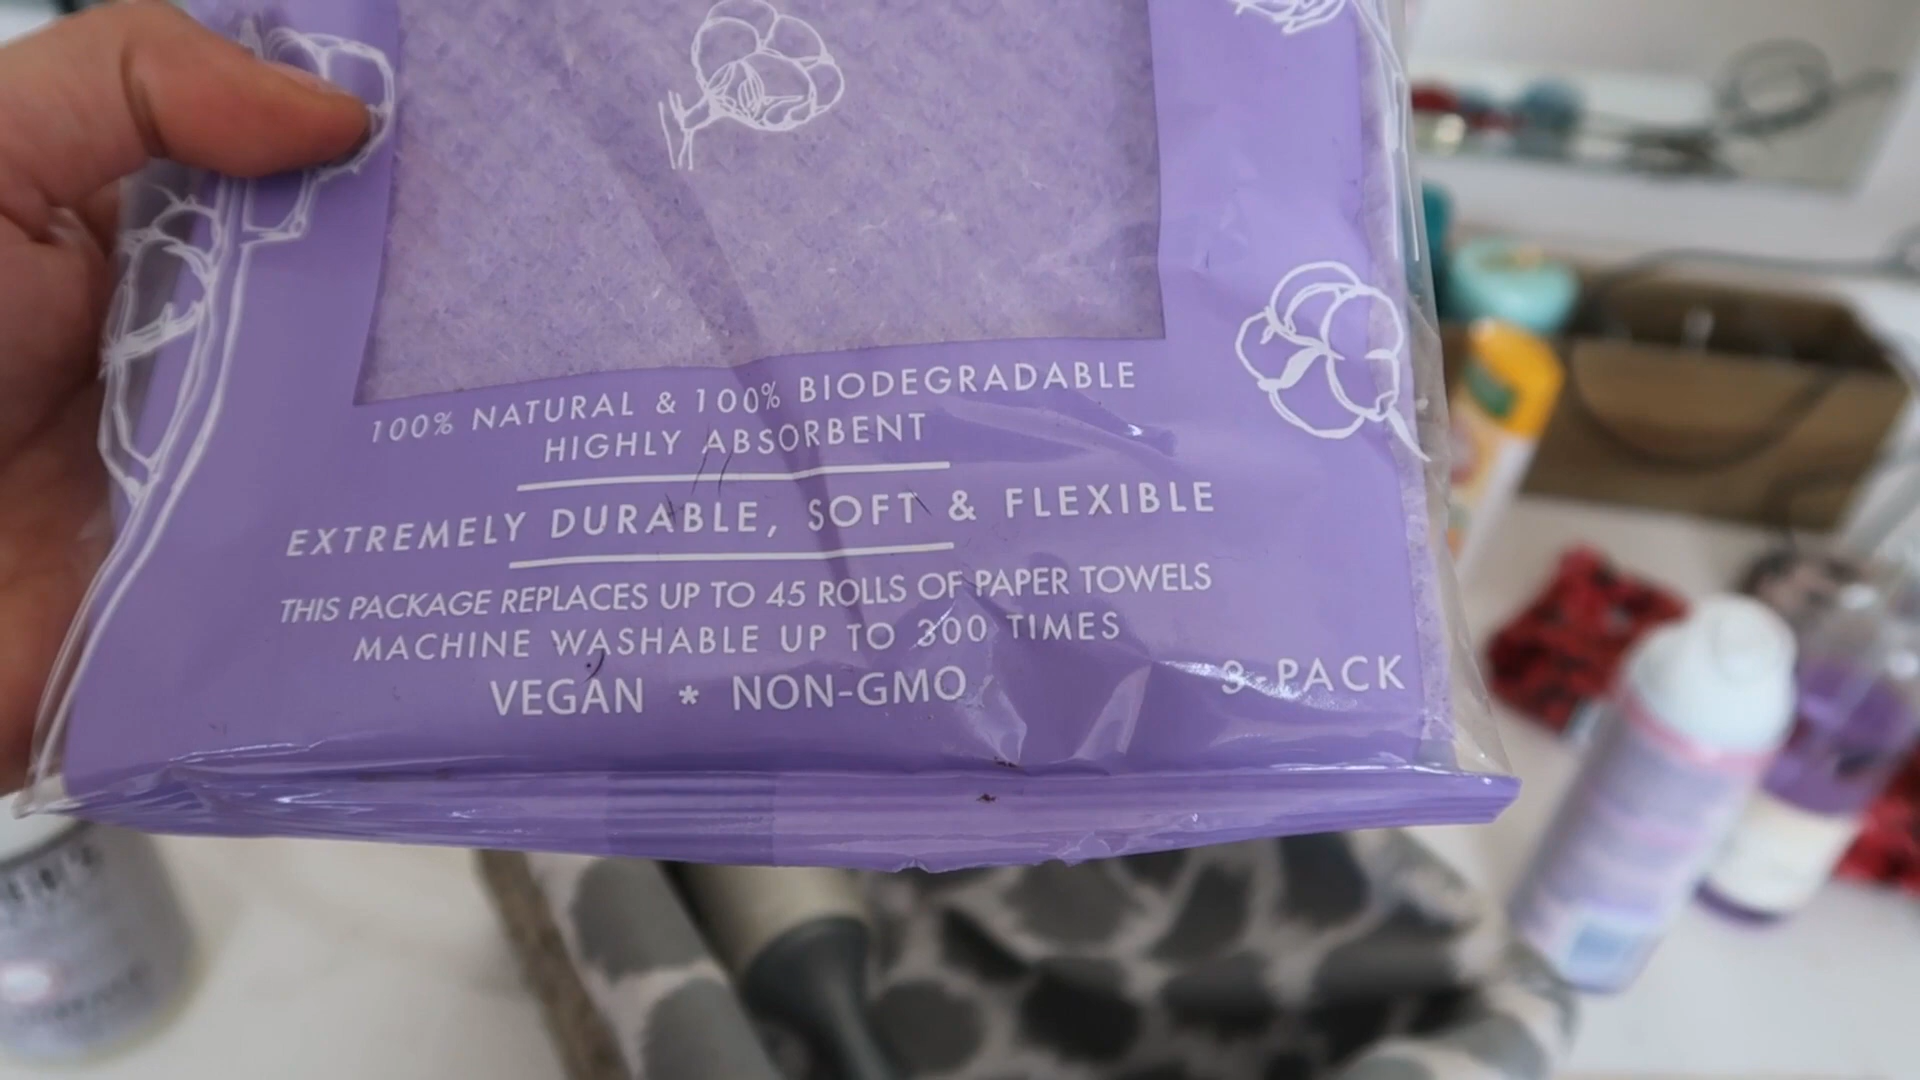 100% NATURAL & 100% BIODEGRADABLE
HIGHLY ABSORBENT
EXTREMELY DURABLE, SOFT & FLEXIBLE
THIS PACKAGE REPLACES UP TO 45 ROLLS OF PAPER TOWELS
MACHINE WASHABLE UP TO 300 TIMES
VEGAN * NON-GMO
3-PACK